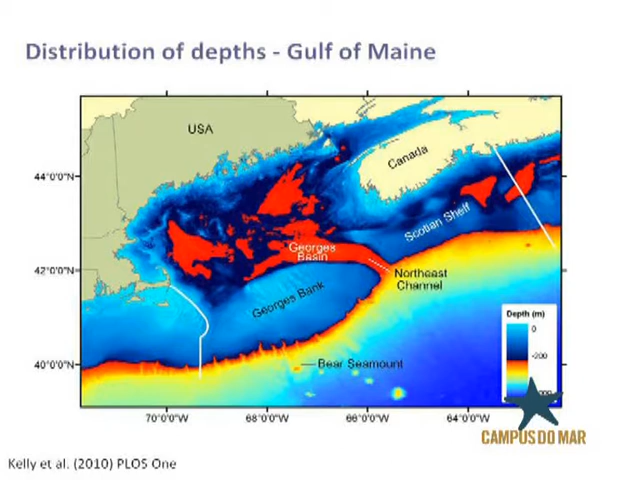 Distribution of depths - Gulf of Maine
USA
Canada
44°0'0"N
Scotian Shelf
Georges
Basin
42°0'0"N
Northeast
Channel
Georges Bank
Depth (m)
0
-200
40°0'0"N
Bear Seamount
70°0'0"W
68°0'0"W
66°0'0"W
64°0'0"W
CAMPUS DO MAR
Kelly et al. (2010) PLOS One